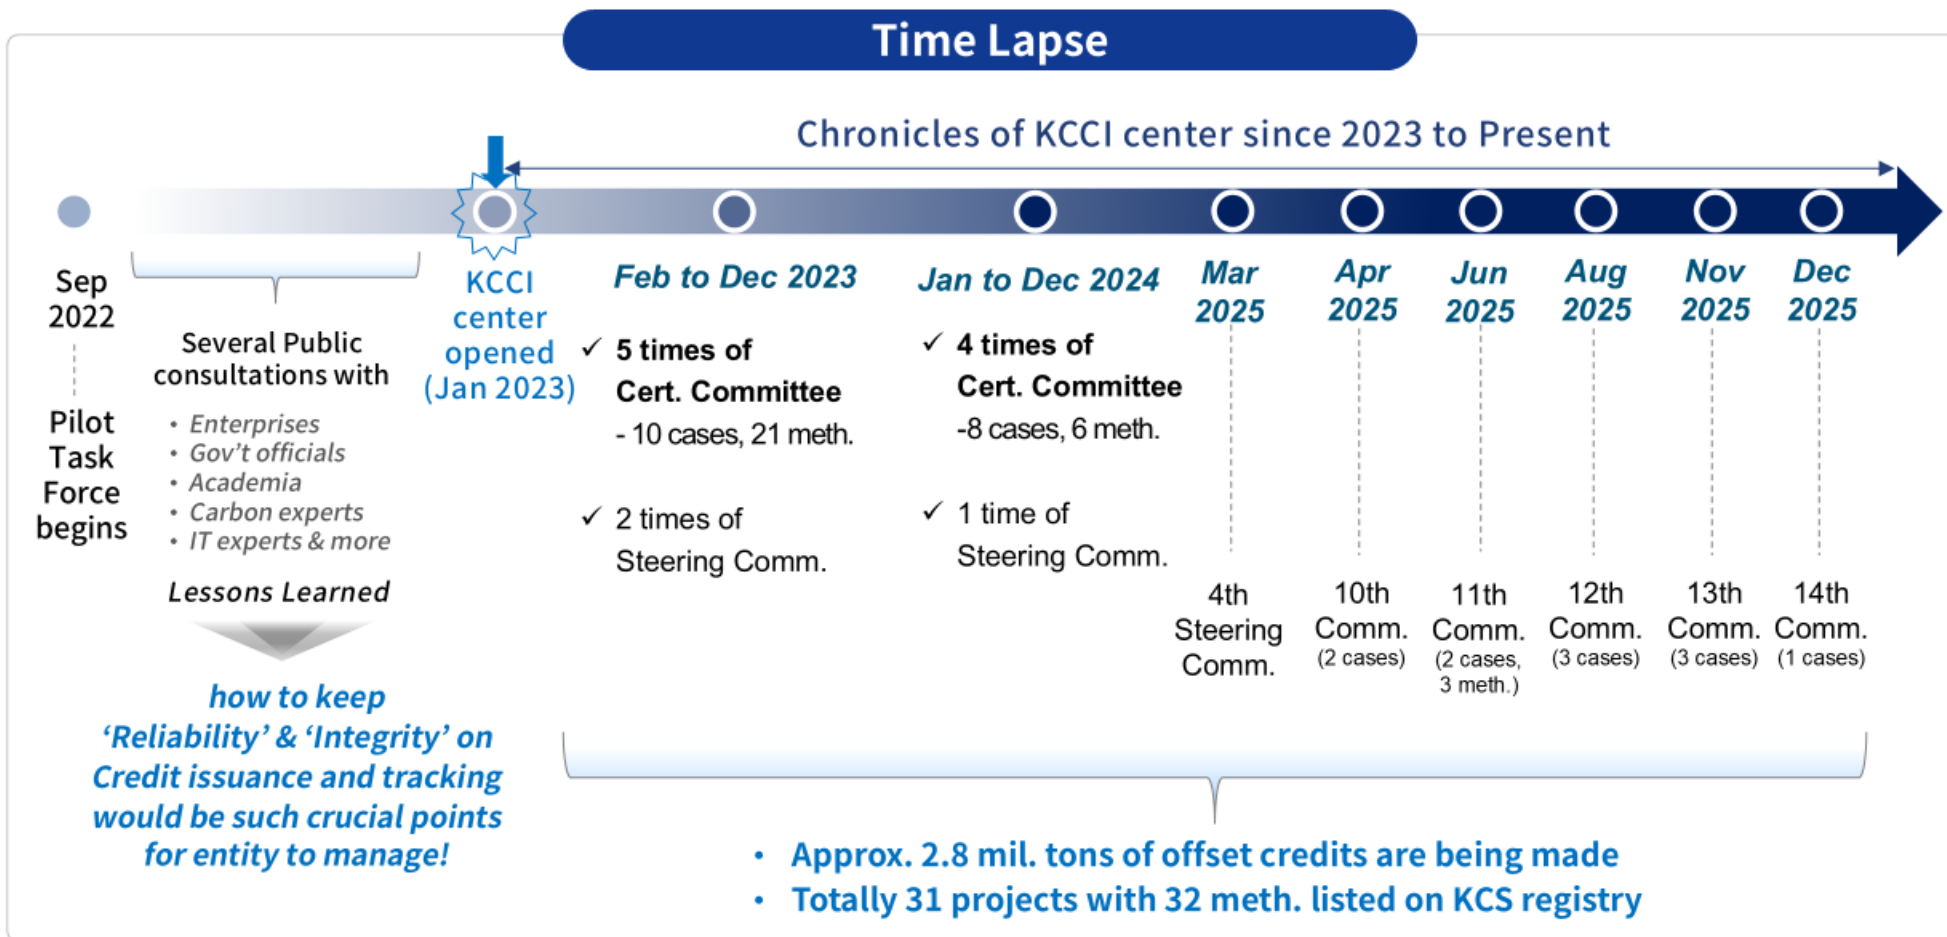 Time Lapse
Chronicles of KCCI center since 2023 to Present
Sep
2022
Pilot
Task
Force
begins
Several Public
consultations with
• Enterprises
• Gov't officials
• Academia
• Carbon experts
• IT experts & more
Lessons Learned
how to keep
‘Reliability’ & ‘Integrity’ on
Credit issuance and tracking
would be such crucial points
for entity to manage!
KCCI
center
opened
(Jan 2023)
Feb to Dec 2023
✓ 5 times of
Cert. Committee
- 10 cases, 21 meth.
✓ 2 times of
Steering Comm.
Jan to Dec 2024
✓ 4 times of
Cert. Committee
-8 cases, 6 meth.
✓ 1 time of
Steering Comm.
Mar
2025
4th
Steering
Comm.
Apr
2025
10th
Comm.
(2 cases)
Jun
2025
11th
Comm.
(2 cases,
3 meth.)
Aug
2025
12th
Comm.
(3 cases)
Nov
2025
13th
Comm.
(3 cases)
Dec
2025
14th
Comm.
(1 cases)
• Approx. 2.8 mil. tons of offset credits are being made
• Totally 31 projects with 32 meth. listed on KCS registry